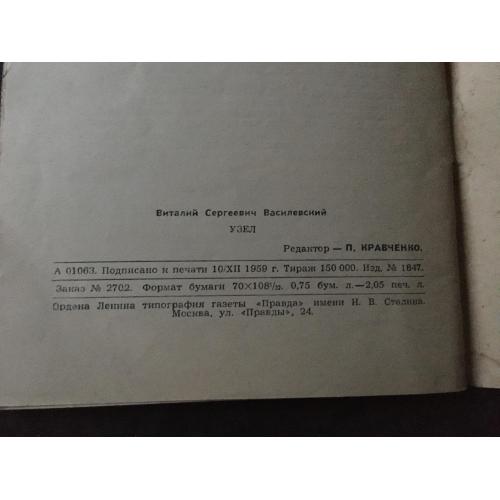 Виталий Сергеевич Василевский
УЗЕЛ
Редактор — П. КРАВЧЕНКО.
А 01063. Подписано к печати 10/XII 1959 г. Тираж 150 000. Изд. № 1847.
Заказ № 2702. Формат бумаги 70×108¹/₃₂. 0,75 бум. л.—2,05 печ. л.
Ордена Ленина типография газеты «Правда» имени И. В. Сталина.
Москва, ул. «Правды», 24.